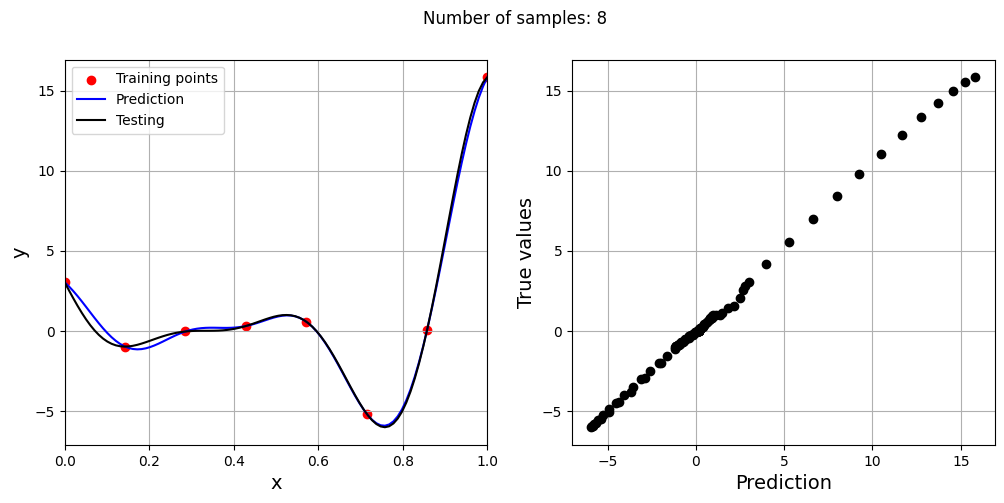 Number of samples: 8
Training points
Prediction
Testing
y
15
10
5
0
−5
0.0 0.2 0.4 0.6 0.8 1.0
x
True values
15
10
5
0
−5
−5 0 5 10 15
Prediction